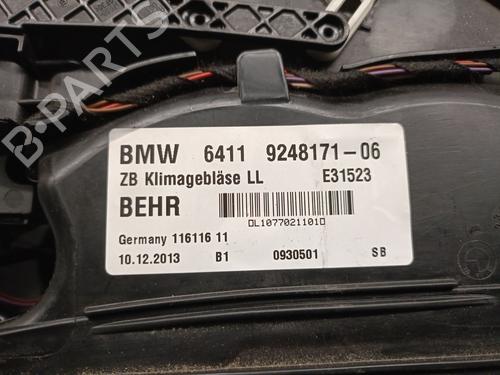 B-PARTS
BMW 6411 9248171-06
ZB Klimagebläse LL E31523
BEHR
0L10770211010
Germany 116116 11
10.12.2013 B1 0930501 SB